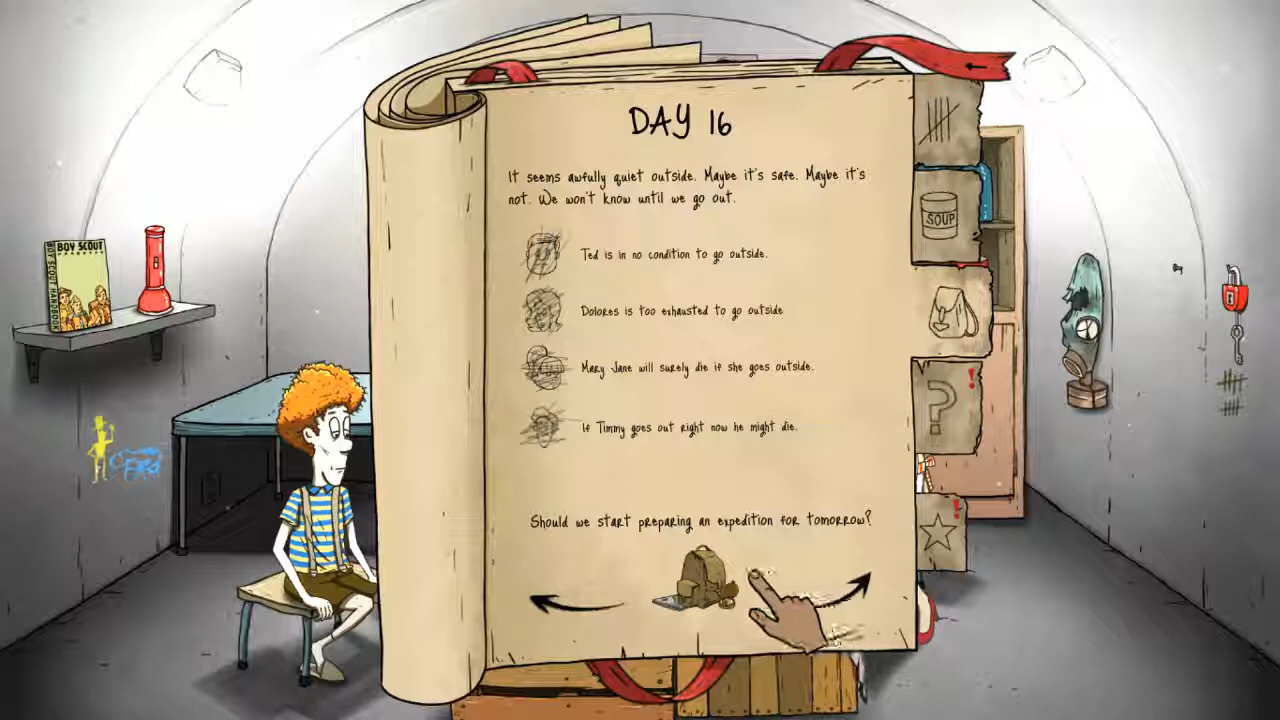 DAY 16
It seems awfully quiet outside. Maybe it's safe. Maybe it's
not. We won't know until we go out.
Ted is in no condition to go outside.
Dolores is too exhausted to go outside
Mary Jane will surely die if she goes outside.
If Timmy goes out right now he might die.
Should we start preparing an expedition for tomorrow?
SOUP
?
!
!
BOY SCOUT
BOY SCOUT HANDBOOK